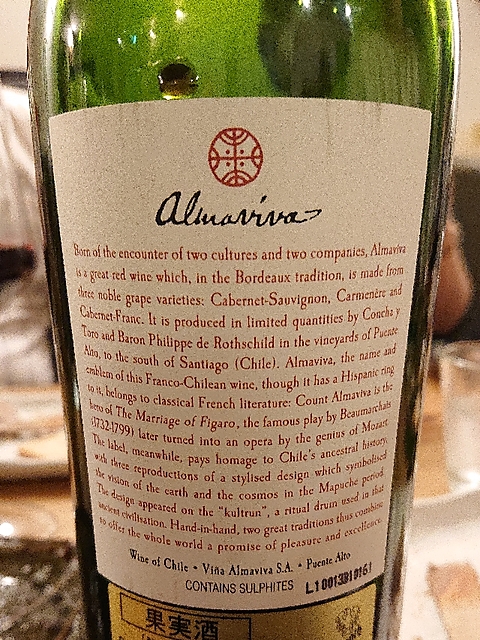 Almaviva
Born of the encounter of two cultures and two companies, Almaviva
is a great red wine which, in the Bordeaux tradition, is made from
three noble grape varieties: Cabernet-Sauvignon, Carmenère and
Cabernet-Franc. It is produced in limited quantities by Concha y
Toro and Baron Philippe de Rothschild in the vineyards of Puente
Alto, to the south of Santiago (Chile). Almaviva, the name and
emblem of this Franco-Chilean wine, though it has a Hispanic ring
to it, belongs to classical French literature: Count Almaviva is the
hero of The Marriage of Figaro, the famous play by Beaumarchais
(1732-1799) later turned into an opera by the genius of Mozart.
The label, meanwhile, pays homage to Chile's ancestral history,
with three reproductions of a stylised design which symbolised
the vision of the earth and the cosmos in the Mapuche period.
The design appeared on the "kultrun", a ritual drum used in that
ancient civilisation. Hand-in-hand, two great traditions thus combine
to offer the whole world a promise of pleasure and excellence.
Wine of Chile • Viña Almaviva S.A. • Puente Alto
CONTAINS SULPHITES
果実酒